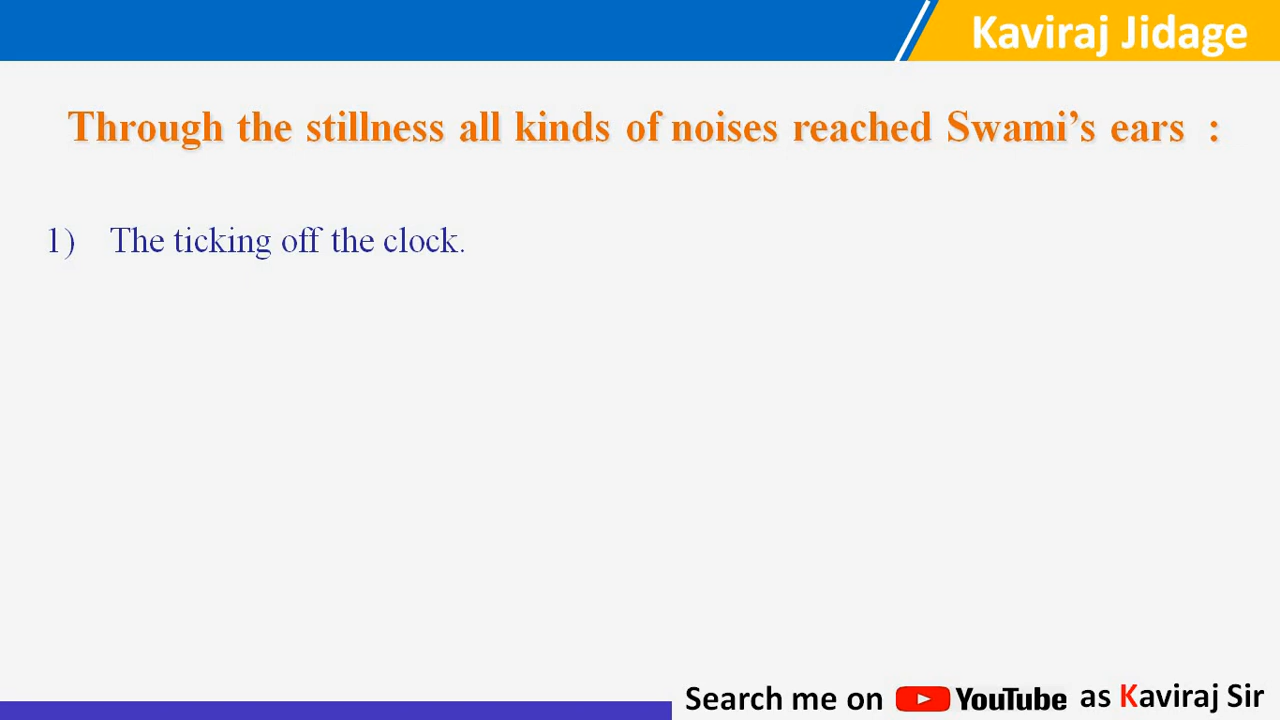 Kaviraj Jidage
Through the stillness all kinds of noises reached Swami’s ears :
1) The ticking off the clock.
Search me on YouTube as Kaviraj Sir